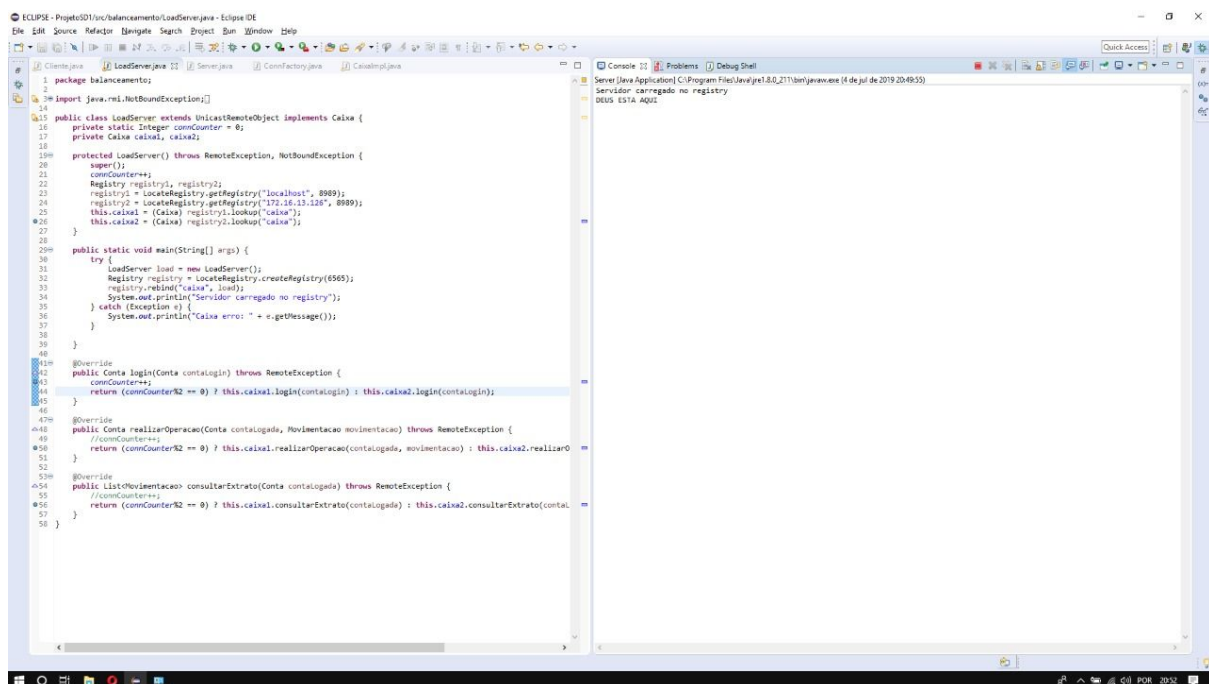 ECLIPSE - ProjetoSD1/src/balanceamento/LoadServer.java - Eclipse IDE
File Edit Source Refactor Navigate Search Project Run Window Help
Quick Access
Cliente.java LoadServer.java Server.java ConnFactory.java CaixaImpl.java
1 package balanceamento;
2
3 import java.rmi.NotBoundException;
14
15 public class LoadServer extends UnicastRemoteObject implements Caixa {
16 private static Integer connCounter = 0;
17 private Caixa caixa1, caixa2;
18
19 protected LoadServer() throws RemoteException, NotBoundException {
20 super();
21 connCounter++;
22 Registry registry1, registry2;
23 registry1 = LocateRegistry.getRegistry("localhost", 8989);
24 registry2 = LocateRegistry.getRegistry("172.16.13.126", 8989);
25 this.caixa1 = (Caixa) registry1.lookup("caixa");
26 this.caixa2 = (Caixa) registry2.lookup("caixa");
27 }
28
29 public static void main(String[] args) {
30 try {
31 LoadServer load = new LoadServer();
32 Registry registry = LocateRegistry.createRegistry(6565);
33 registry.rebind("caixa", load);
34 System.out.println("Servidor carregado no registry");
35 } catch (Exception e) {
36 System.out.println("Caixa erro: " + e.getMessage());
37 }
38
39 }
40
41 @Override
42 public Conta login(Conta contaLogin) throws RemoteException {
43 connCounter++;
44 return (connCounter%2 == 0) ? this.caixa1.login(contaLogin) : this.caixa2.login(contaLogin);
45 }
46
47 @Override
48 public Conta realizarOperacao(Conta contaLogada, Movimentacao movimentacao) throws RemoteException {
49 //connCounter++;
50 return (connCounter%2 == 0) ? this.caixa1.realizarOperacao(contaLogada, movimentacao) : this.caixa2.realizarO
51 }
52
53 @Override
54 public List<Movimentacao> consultarExtrato(Conta contaLogada) throws RemoteException {
55 //connCounter++;
56 return (connCounter%2 == 0) ? this.caixa1.consultarExtrato(contaLogada) : this.caixa2.consultarExtrato(contaL
57 }
58 }
Console Problems Debug Shell
Server [Java Application] C:\Program Files\Java\jre1.8.0_211\bin\javaw.exe (4 de jul de 2019 20:49:55)
Servidor carregado no registry
DEUS ESTA AQUI
POR 20:52